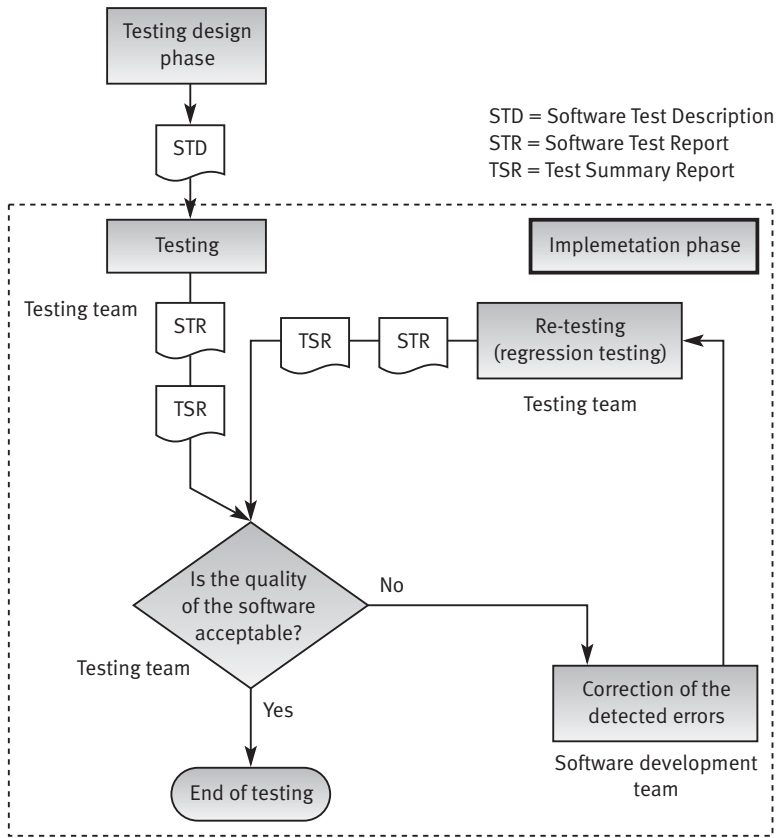 Testing design
phase
STD
STD = Software Test Description
STR = Software Test Report
TSR = Test Summary Report
Testing
Implemetation phase
Testing team
STR
TSR
TSR
STR
Re-testing
(regression testing)
Testing team
Is the quality
of the software
acceptable?
No
Testing team
Yes
Correction of the
detected errors
Software development
team
End of testing